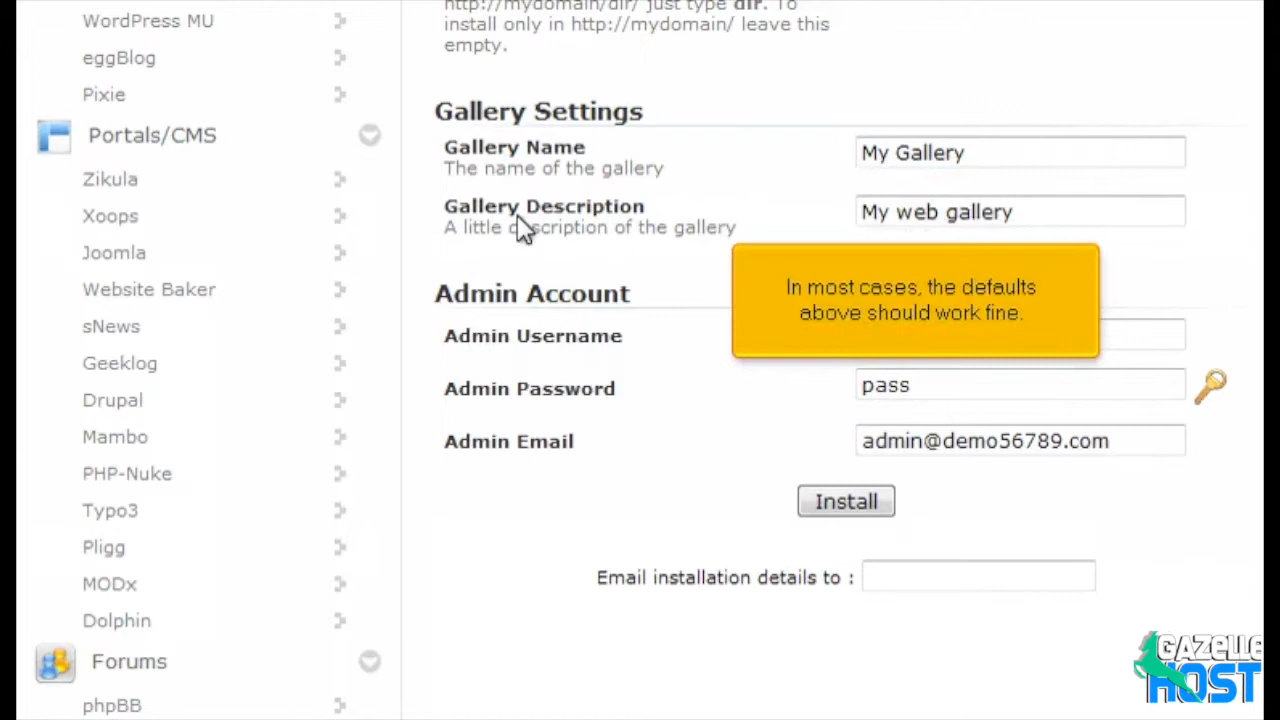 WordPress MU
eggBlog
Pixie
Portals/CMS
Zikula
Xoops
Joomla
Website Baker
sNews
Geeklog
Drupal
Mambo
PHP-Nuke
Typo3
Pligg
MODx
Dolphin
Forums
phpBB
http://mydomain/dir/ just type dir. To
install only in http://mydomain/ leave this
empty.
Gallery Settings
Gallery Name
The name of the gallery
My Gallery
Gallery Description
A little description of the gallery
My web gallery
In most cases, the defaults
above should work fine.
Admin Account
Admin Username
Admin Password
pass
Admin Email
admin@demo56789.com
Install
Email installation details to :
GAZELLE
HOST